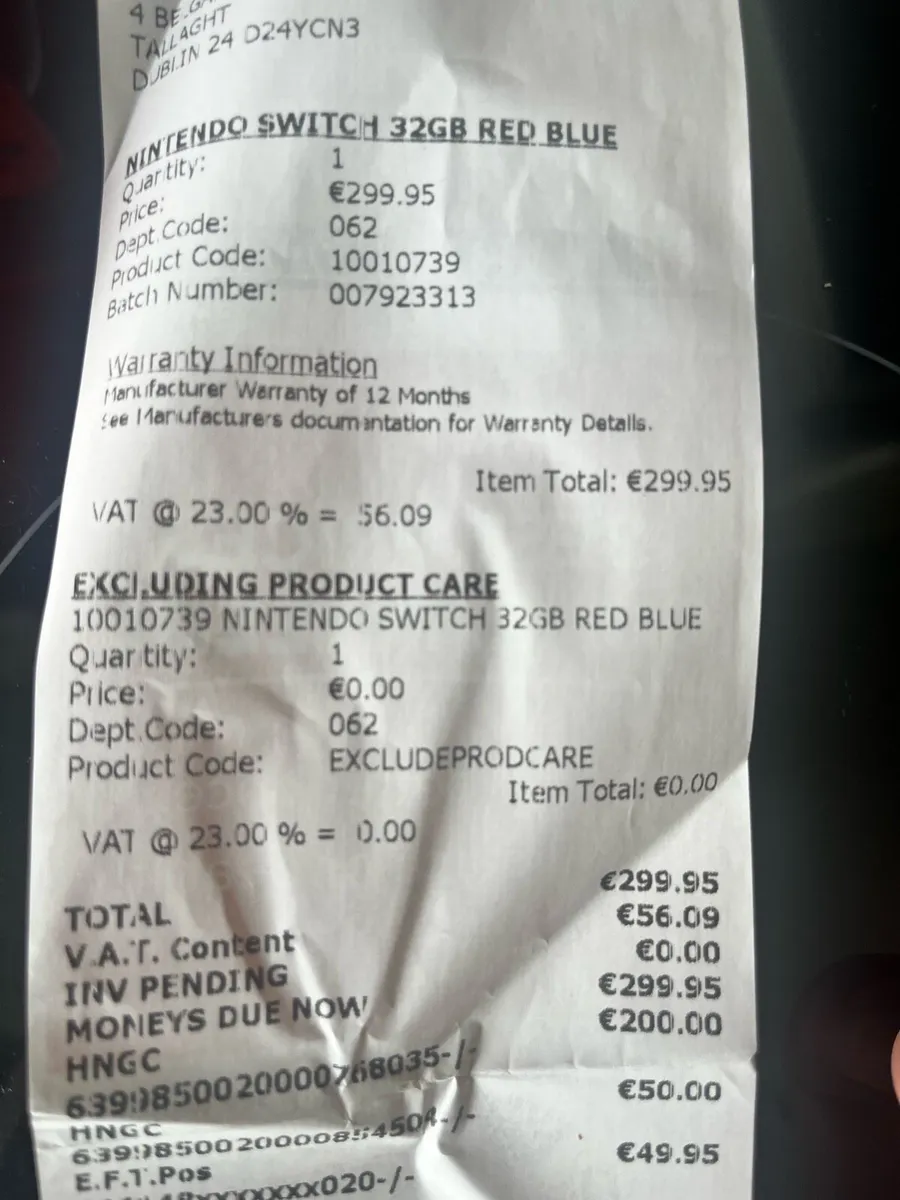 4
TALLAGHT
DUBLIN 24 D24YCN3
NINTENDO SWITCH 32GB RED BLUE
Quantity: 1
Price: €299.95
Dept.Code: 062
Product Code: 10010739
Batch Number: 007923313
Warranty Information
Manufacturer Warranty of 12 Months
See Manufacturers documentation for Warranty Details.
Item Total: €299.95
VAT @ 23.00 % = 56.09
EXCLUDING PRODUCT CARE
10010739 NINTENDO SWITCH 32GB RED BLUE
Quantity: 1
Price: €0.00
Dept.Code: 062
Product Code: EXCLUDEPRODCARE
Item Total: €0.00
VAT @ 23.00 % = 0.00
TOTAL €299.95
V.A.T. Content €56.09
INV PENDING €0.00
MONEYS DUE NOW €299.95
HNGC €200.00
6399850020000768035-/-
HNGC €50.00
6399850020000854508-/-
E.F.T.Pos €49.95